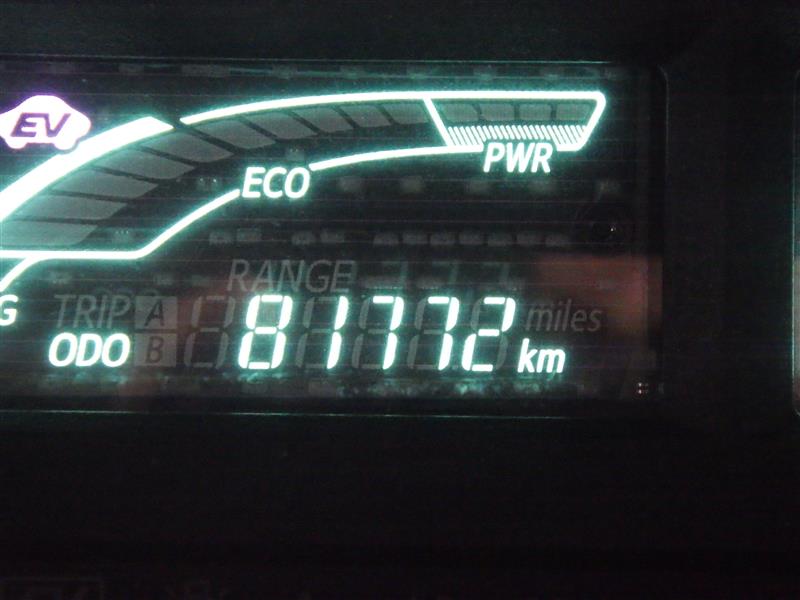 EV
PWR
ECO
RANGE
TRIP A miles
ODO B 81772 km